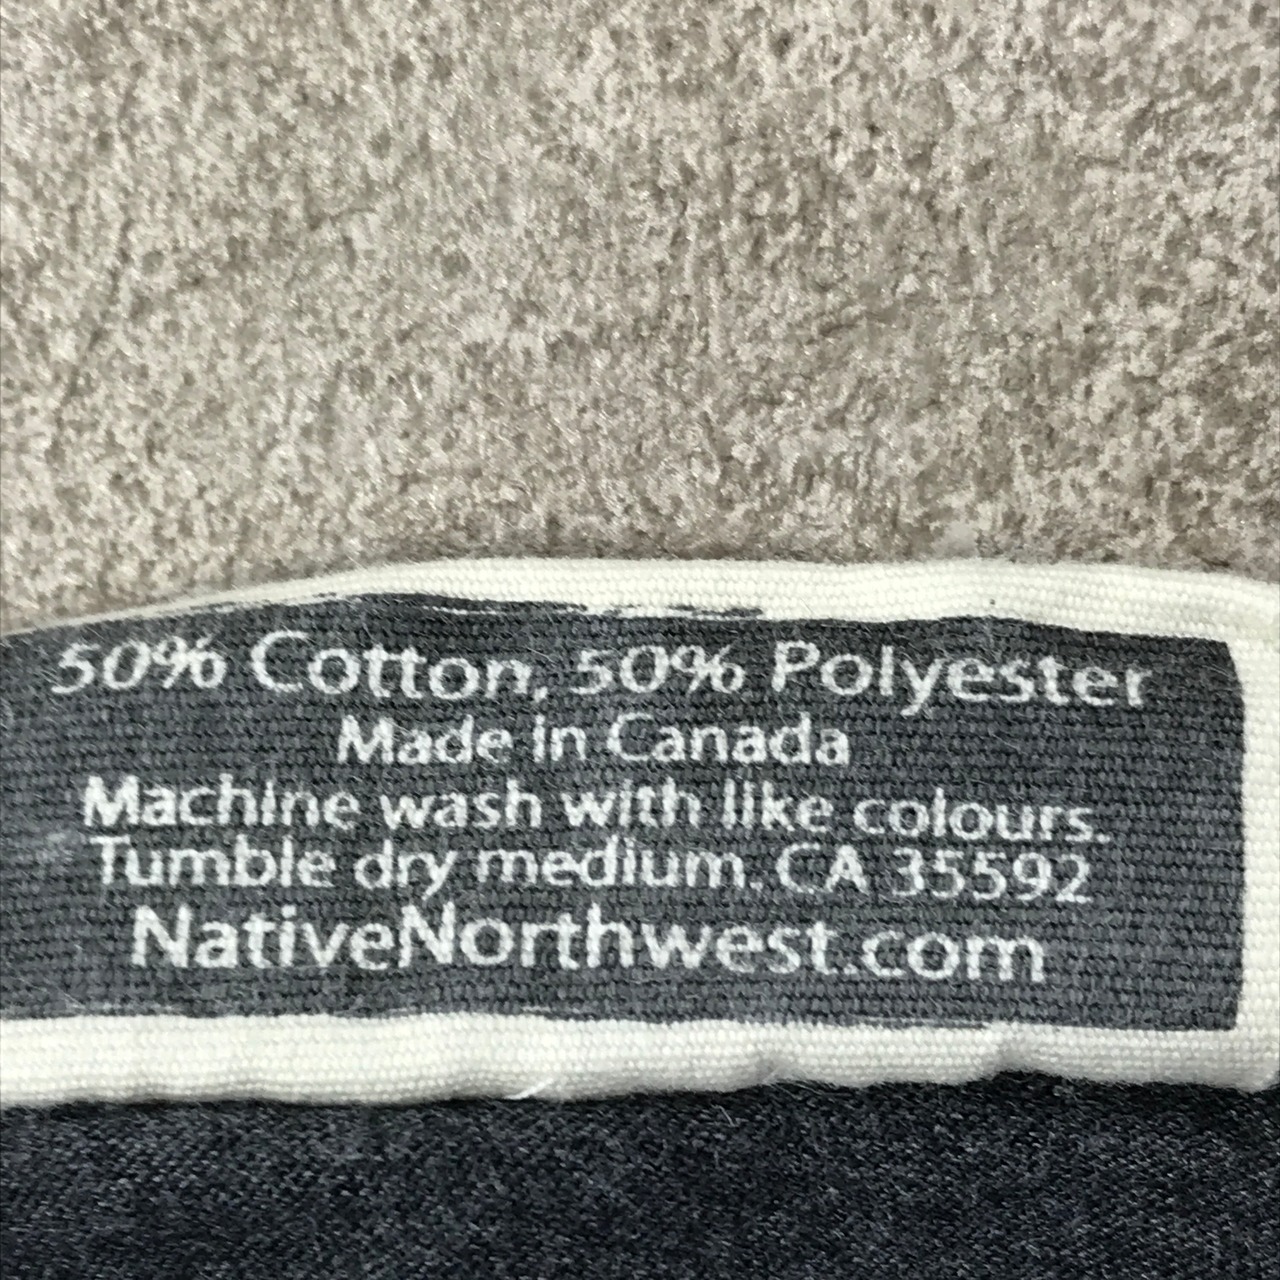 50% Cotton, 50% Polyester
Made in Canada
Machine wash with like colours.
Tumble dry medium. CA 35592
NativeNorthwest.com